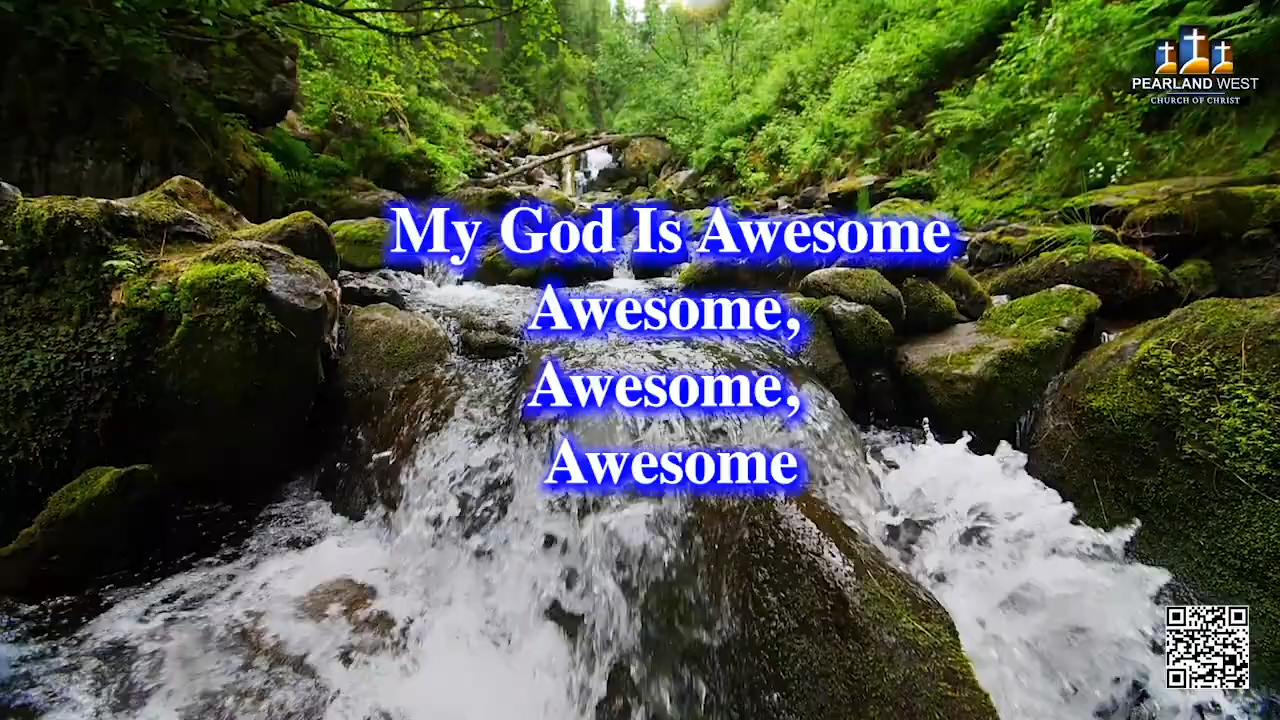 PEARLAND WEST
CHURCH OF CHRIST
My God Is Awesome
Awesome,
Awesome,
Awesome